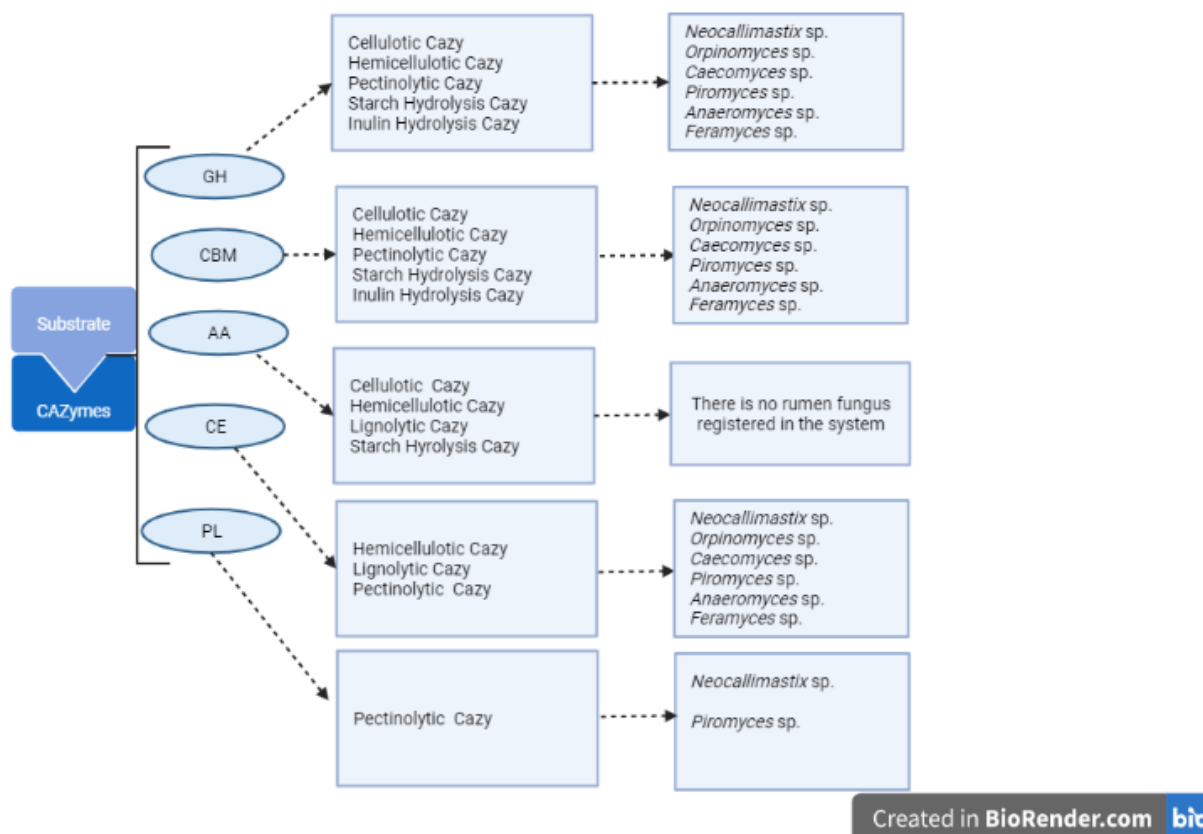 Substrate
CAZymes
GH
Cellulotic Cazy
Hemicellulotic Cazy
Pectinolytic Cazy
Starch Hydrolysis Cazy
Inulin Hydrolysis Cazy
Neocallimastix sp.
Orpinomyces sp.
Caecomyces sp.
Piromyces sp.
Anaeromyces sp.
Feramyces sp.
CBM
Cellulotic Cazy
Hemicellulotic Cazy
Pectinolytic Cazy
Starch Hydrolysis Cazy
Inulin Hydrolysis Cazy
Neocallimastix sp.
Orpinomyces sp.
Caecomyces sp.
Piromyces sp.
Anaeromyces sp.
Feramyces sp.
AA
Cellulotic Cazy
Hemicellulotic Cazy
Lignolytic Cazy
Starch Hyrolysis Cazy
There is no rumen fungus
registered in the system
CE
Hemicellulotic Cazy
Lignolytic Cazy
Pectinolytic Cazy
Neocallimastix sp.
Orpinomyces sp.
Caecomyces sp.
Piromyces sp.
Anaeromyces sp.
Feramyces sp.
PL
Pectinolytic Cazy
Neocallimastix sp.
Piromyces sp.
Created in BioRender.com